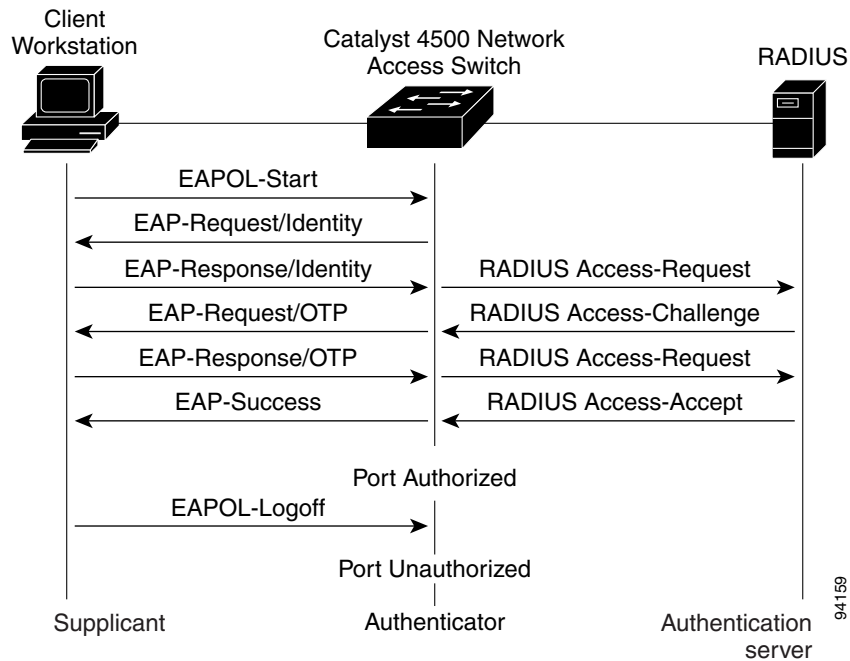 Client
Workstation
Catalyst 4500 Network
Access Switch
RADIUS
EAPOL-Start
EAP-Request/Identity
EAP-Response/Identity
RADIUS Access-Request
EAP-Request/OTP
RADIUS Access-Challenge
EAP-Response/OTP
RADIUS Access-Request
EAP-Success
RADIUS Access-Accept
Port Authorized
EAPOL-Logoff
Port Unauthorized
Supplicant
Authenticator
Authentication
server
94159